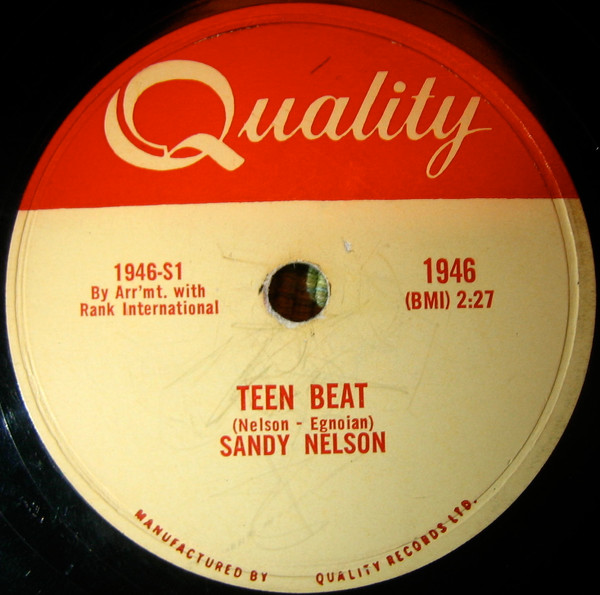 Quality
1946-S1
By Arr'mt. with
Rank International
1946
(BMI) 2:27
TEEN BEAT
(Nelson - Egnoian)
SANDY NELSON
MANUFACTURED BY QUALITY RECORDS LTD.